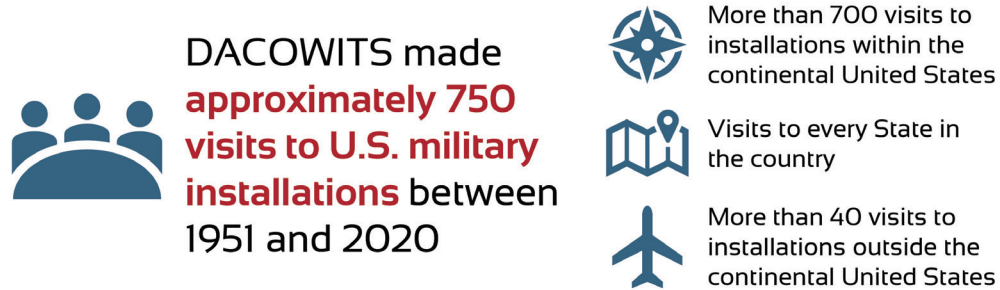 DACOWITS made
approximately 750
visits to U.S. military
installations between
1951 and 2020
More than 700 visits to
installations within the
continental United States
Visits to every State in
the country
More than 40 visits to
installations outside the
continental United States